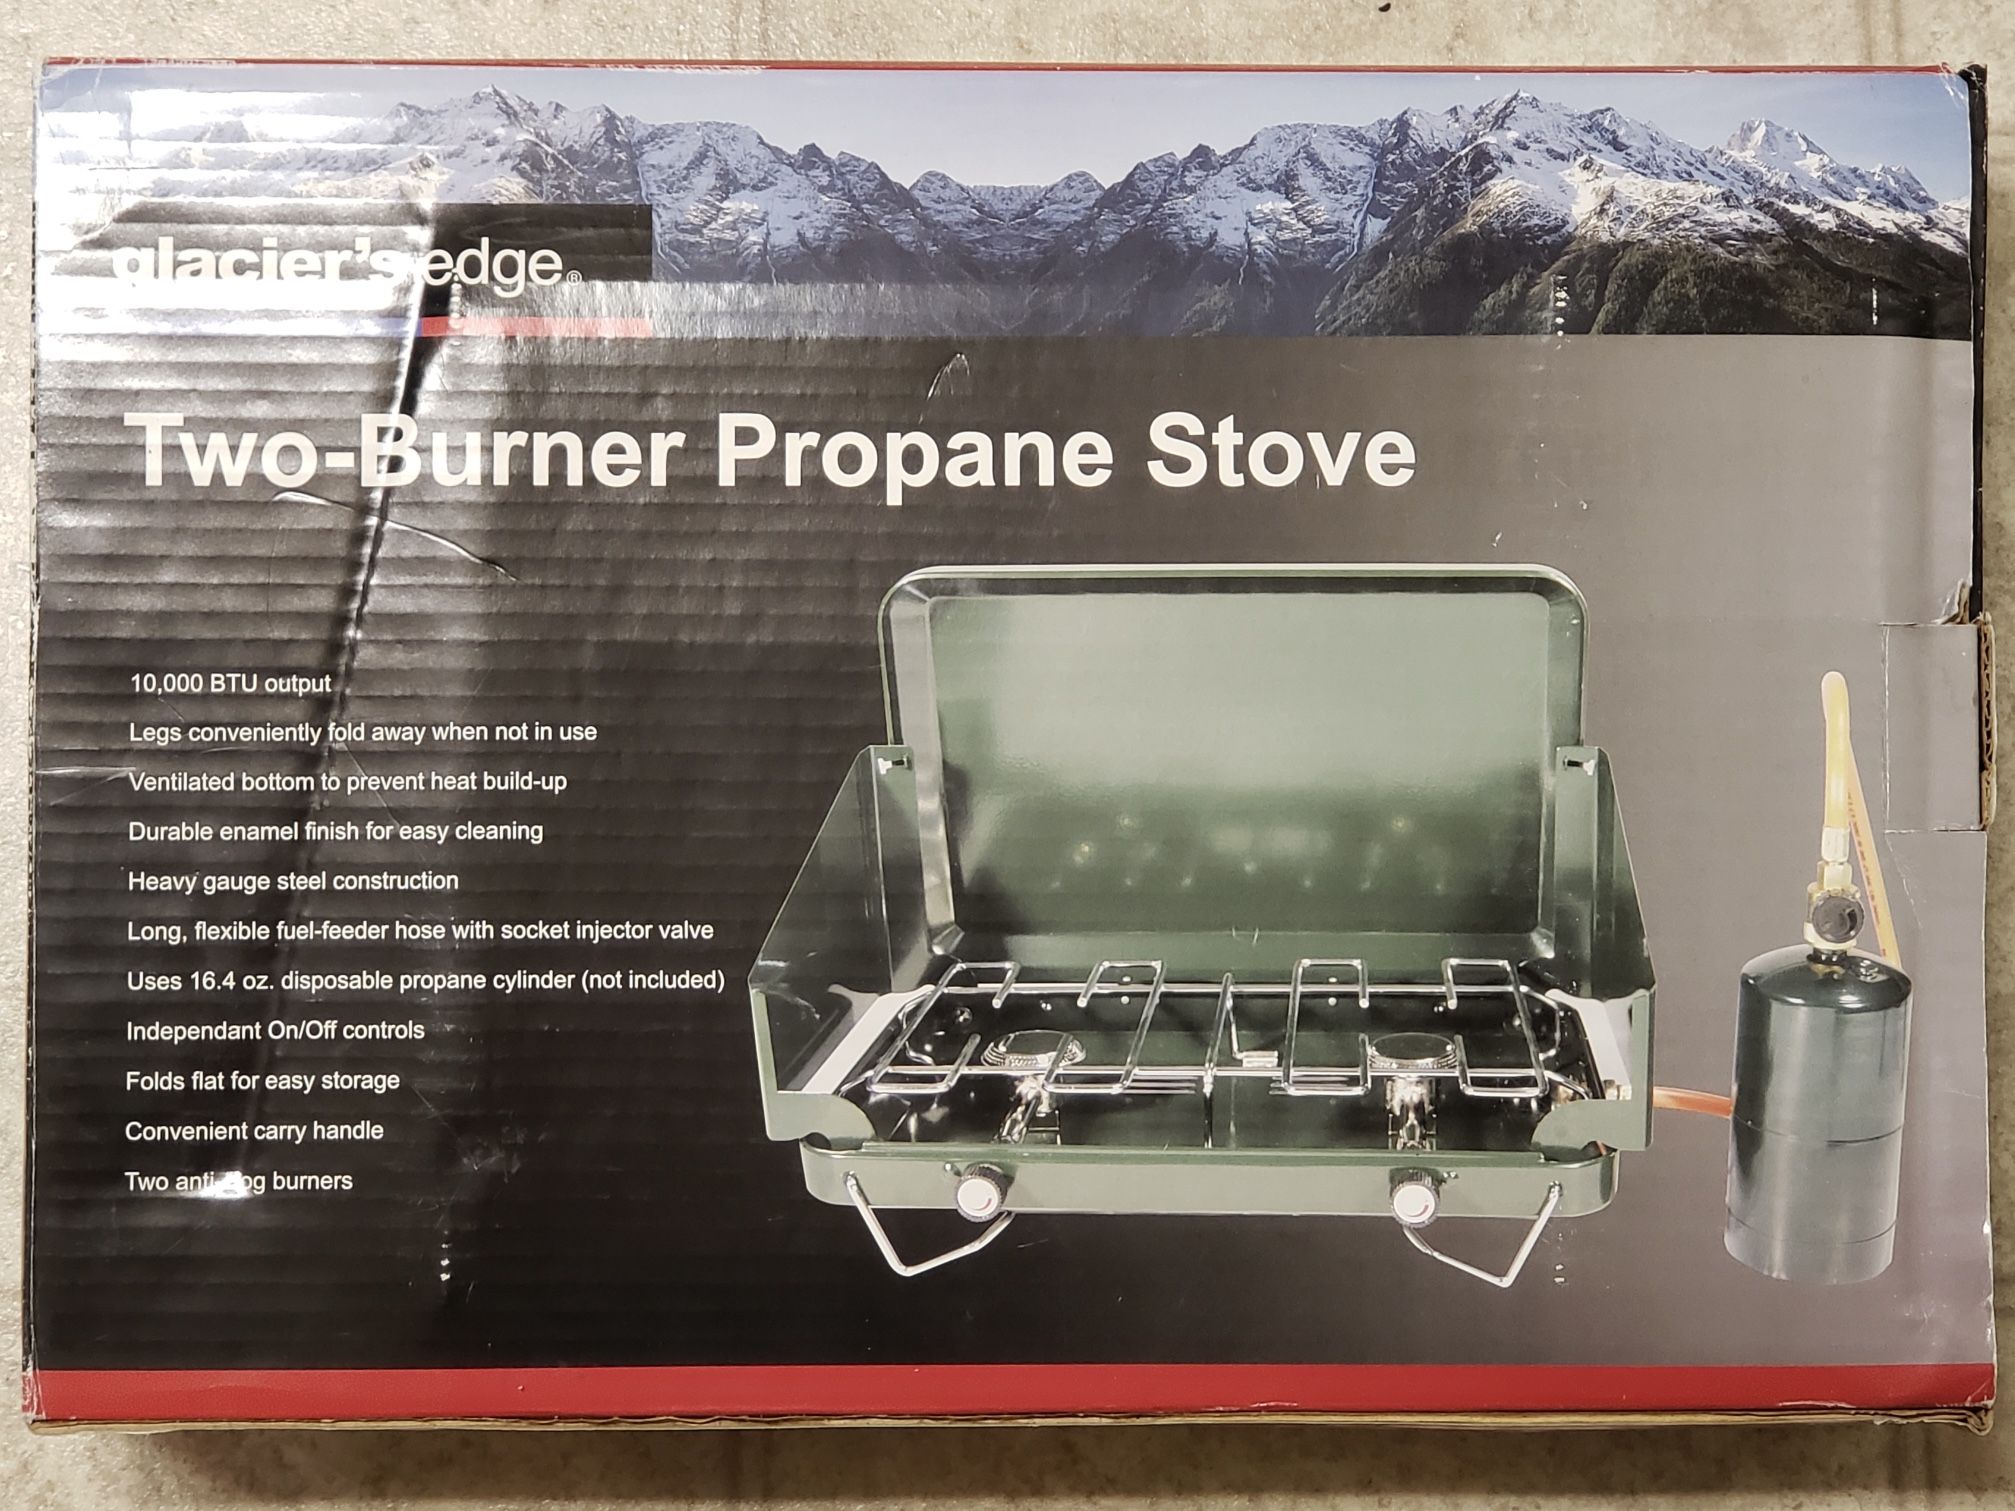 glacier's edge®
Two-Burner Propane Stove
10,000 BTU output
Legs conveniently fold away when not in use
Ventilated bottom to prevent heat build-up
Durable enamel finish for easy cleaning
Heavy gauge steel construction
Long, flexible fuel-feeder hose with socket injector valve
Uses 16.4 oz. disposable propane cylinder (not included)
Independant On/Off controls
Folds flat for easy storage
Convenient carry handle
Two anti-clog burners